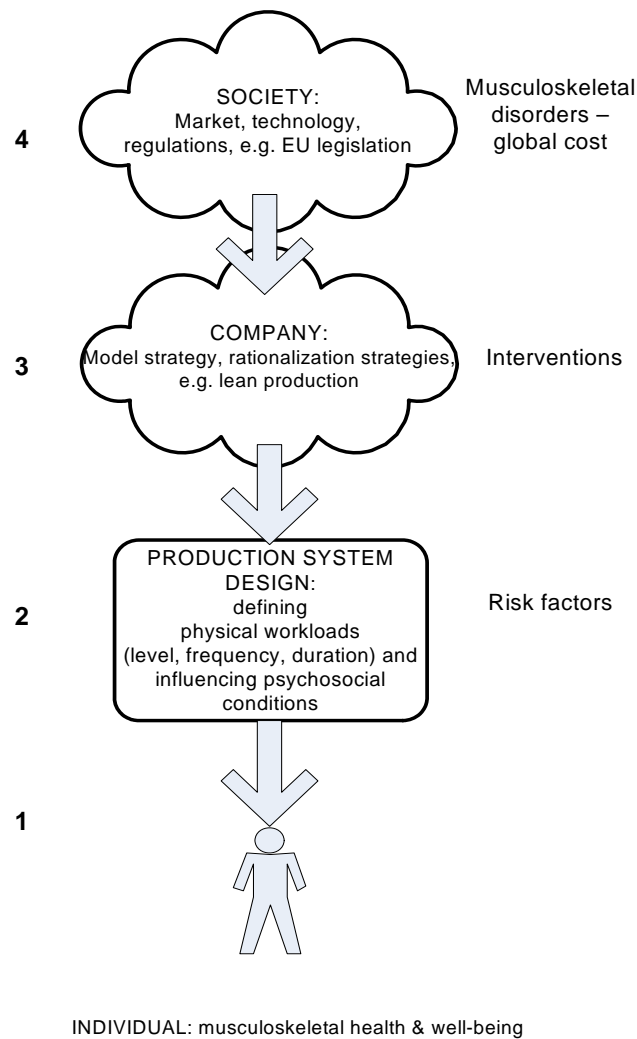 SOCIETY:
Market, technology,
regulations, e.g. EU legislation
Musculoskeletal
disorders –
global cost
4
COMPANY:
Model strategy, rationalization strategies,
e.g. lean production
Interventions
3
PRODUCTION SYSTEM
DESIGN:
defining
physical workloads
(level, frequency, duration) and
influencing psychosocial
conditions
Risk factors
2
1
INDIVIDUAL: musculoskeletal health & well-being